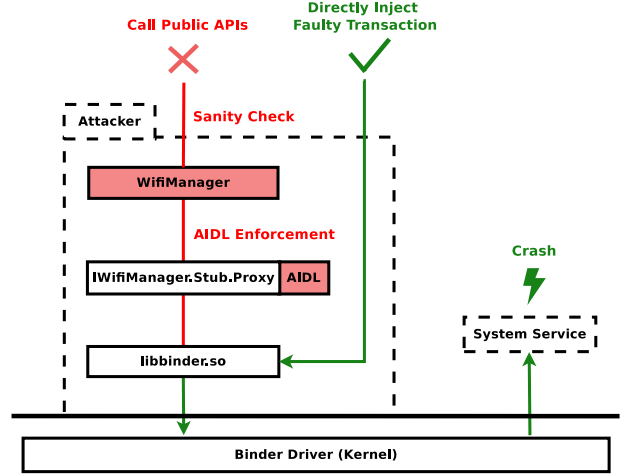 Call Public APIs
Directly Inject
Faulty Transaction
Sanity Check
Attacker
WifiManager
AIDL Enforcement
IWifiManager.Stub.Proxy
AIDL
Crash
System Service
libbinder.so
Binder Driver (Kernel)